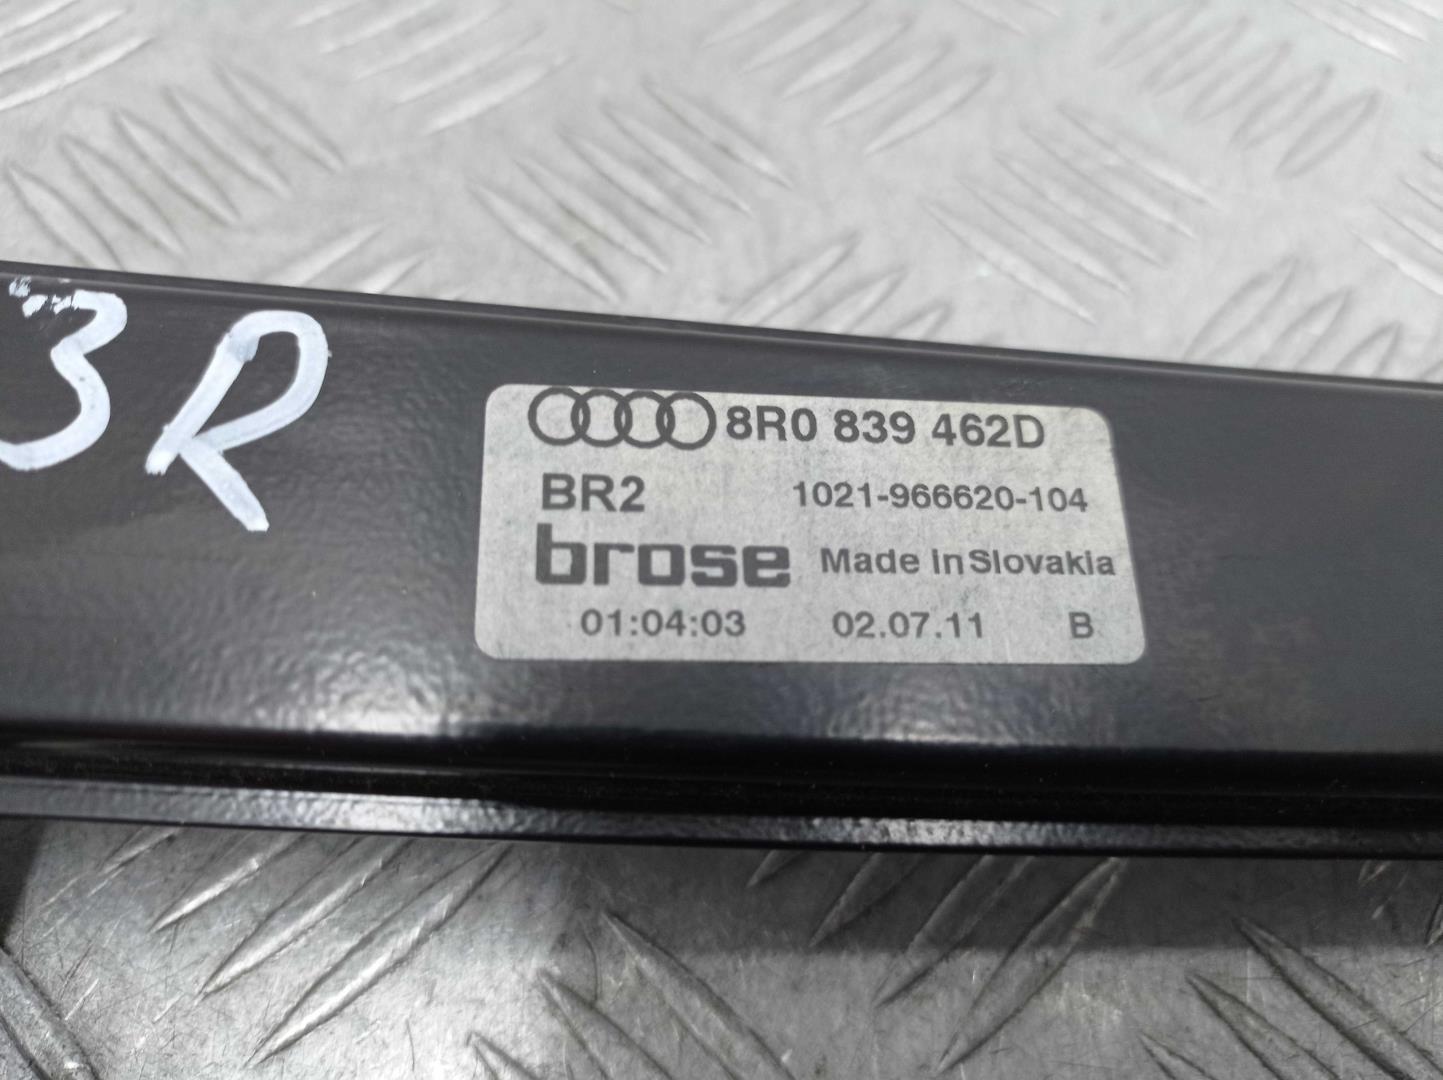 3R
8R0 839 462D
BR2 1021-966620-104
brose Made in Slovakia
01:04:03 02.07.11 B